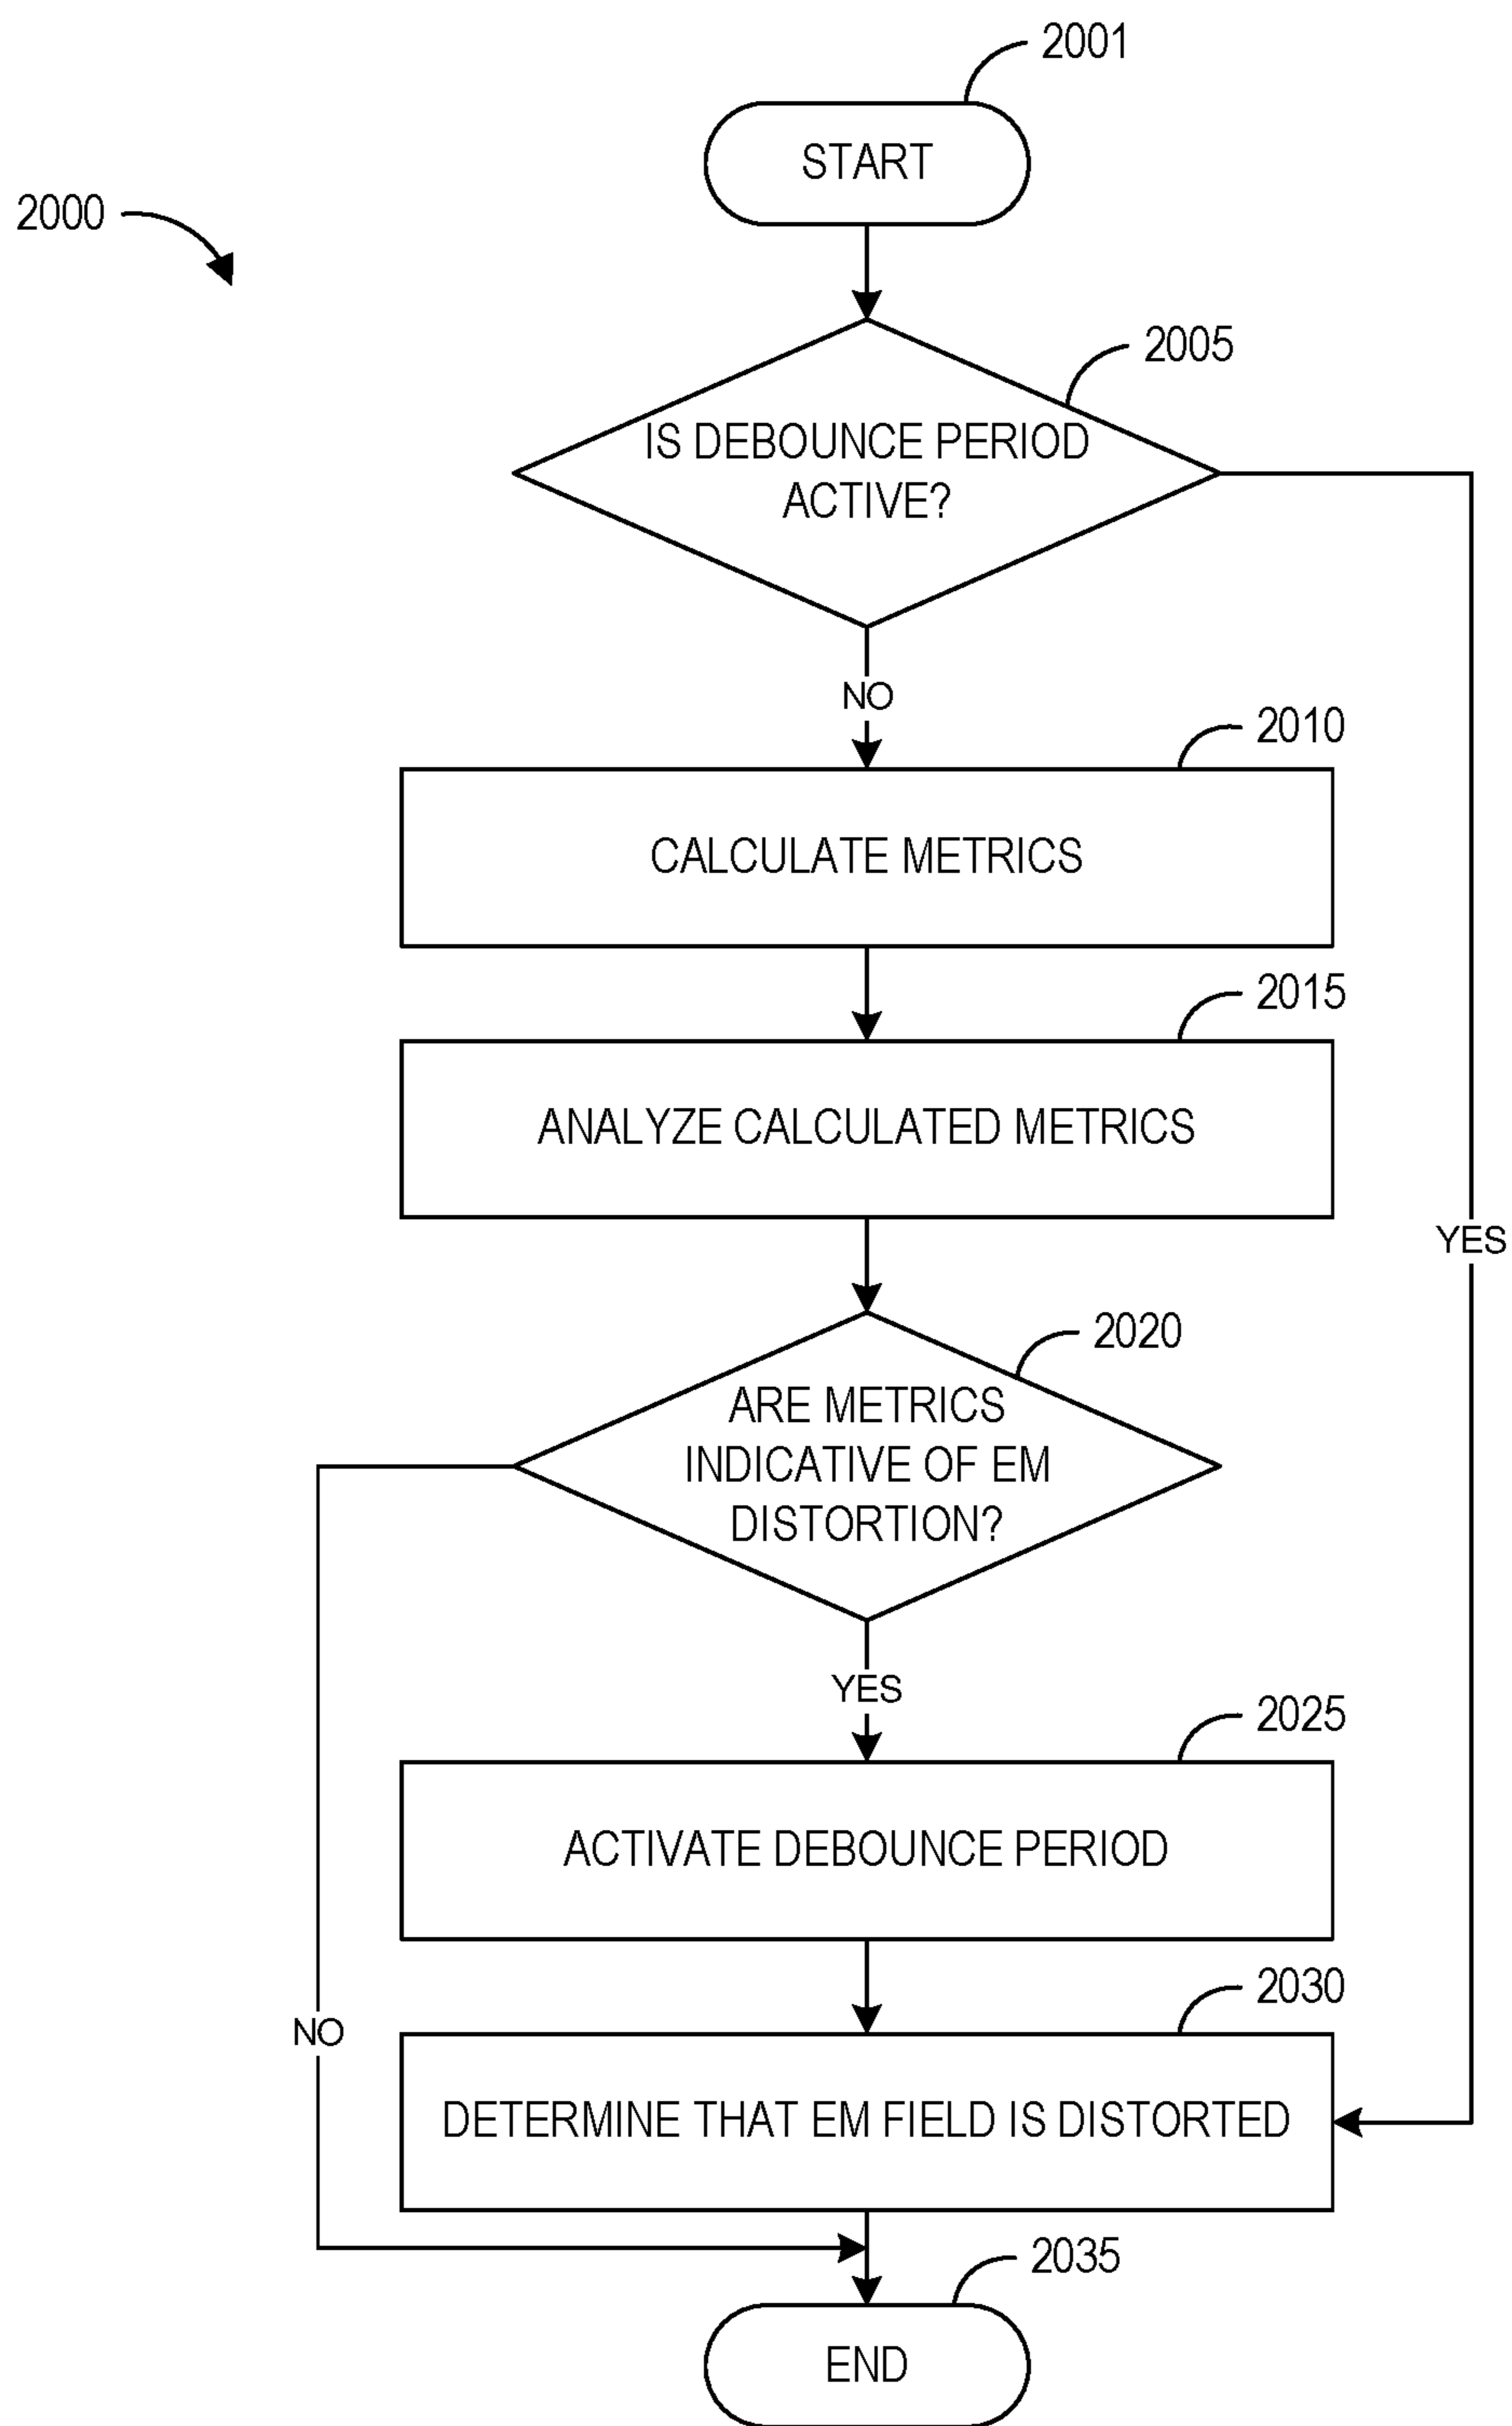 2001
START
2000
2005
IS DEBOUNCE PERIOD
ACTIVE?
NO
2010
CALCULATE METRICS
2015
ANALYZE CALCULATED METRICS
YES
2020
ARE METRICS
INDICATIVE OF EM
DISTORTION?
YES
2025
ACTIVATE DEBOUNCE PERIOD
2030
NO
DETERMINE THAT EM FIELD IS DISTORTED
2035
END